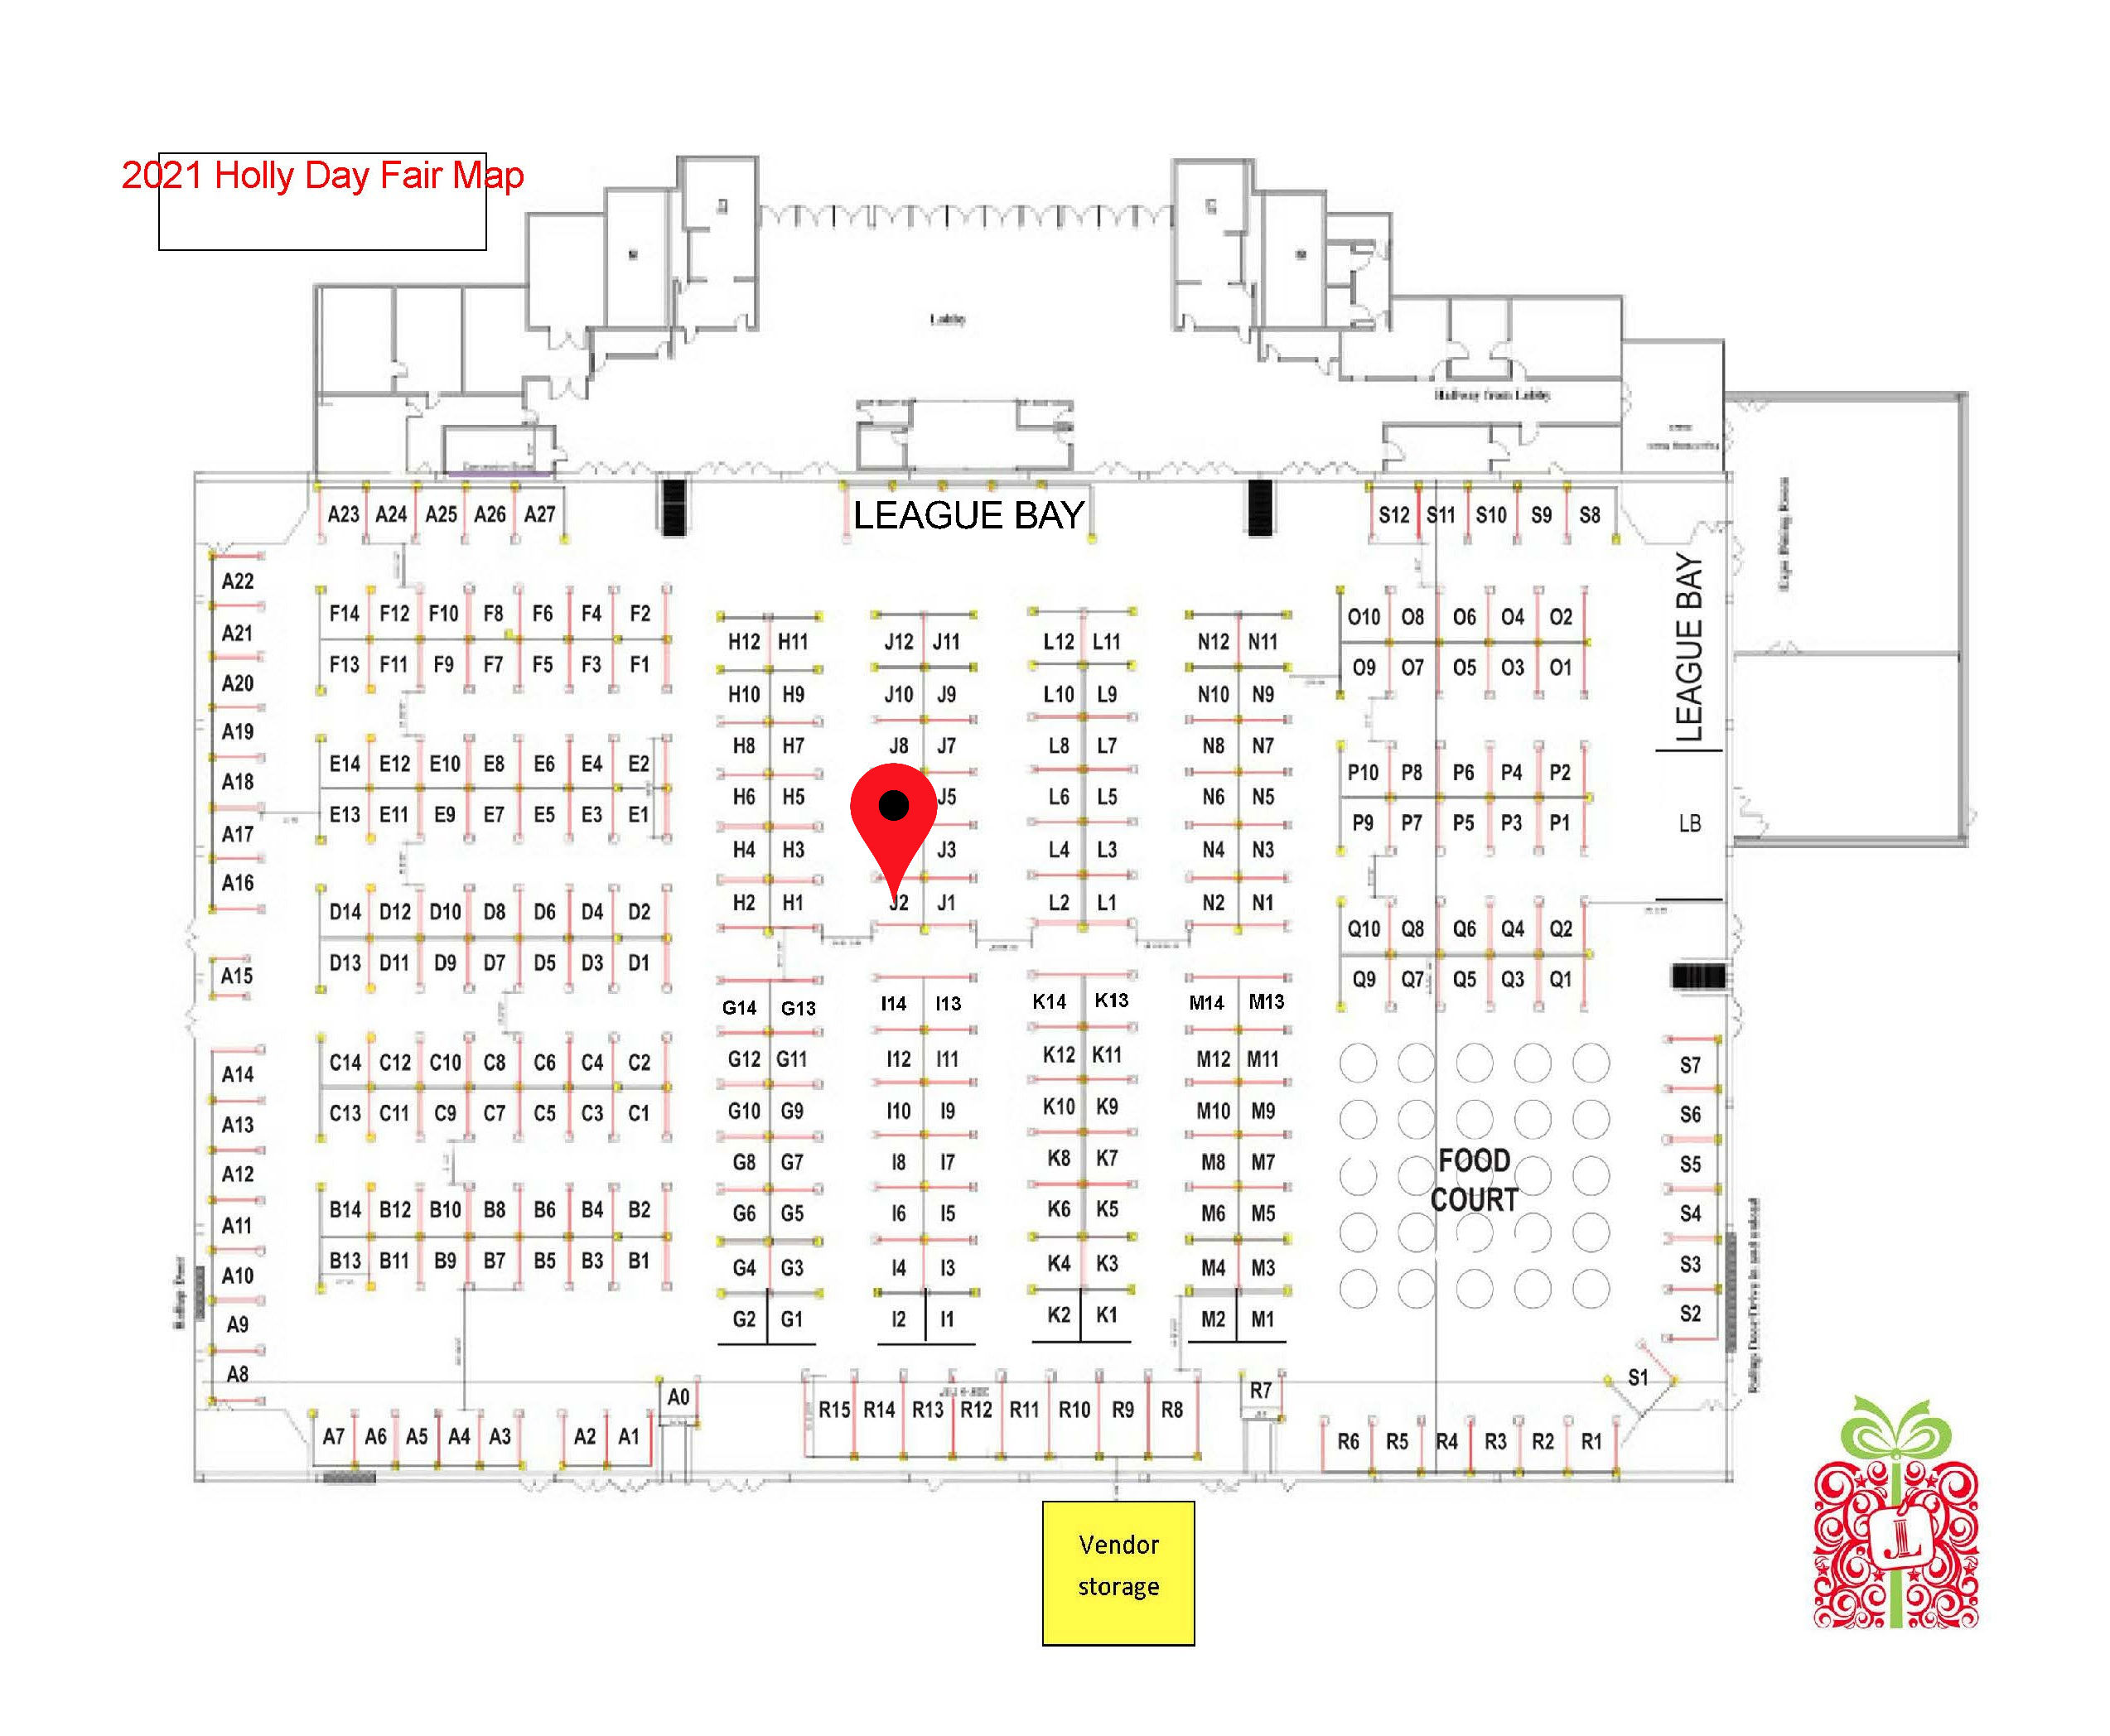 2021 Holly Day Fair Map
Lobby
Hallway from Lobby
LEAGUE BAY
A23 A24 A25 A26 A27
S12 S11 S10 S9 S8
A22
A21
A20
A19
A18
A17
A16
A15
A14
A13
A12
A11
A10
A9
A8
F14 F12 F10 F8 F6 F4 F2
F13 F11 F9 F7 F5 F3 F1
E14 E12 E10 E8 E6 E4 E2
E13 E11 E9 E7 E5 E3 E1
D14 D12 D10 D8 D6 D4 D2
D13 D11 D9 D7 D5 D3 D1
C14 C12 C10 C8 C6 C4 C2
C13 C11 C9 C7 C5 C3 C1
B14 B12 B10 B8 B6 B4 B2
B13 B11 B9 B7 B5 B3 B1
H12 H11
H10 H9
H8 H7
H6 H5
H4 H3
H2 H1
G14 G13
G12 G11
G10 G9
G8 G7
G6 G5
G4 G3
G2 G1
J12 J11
J10 J9
J8 J7
J5
J3
J2 J1
I14 I13
I12 I11
I10 I9
I8 I7
I6 I5
I4 I3
I2 I1
L12 L11
L10 L9
L8 L7
L6 L5
L4 L3
L2 L1
K14 K13
K12 K11
K10 K9
K8 K7
K6 K5
K4 K3
K2 K1
N12 N11
N10 N9
N8 N7
N6 N5
N4 N3
N2 N1
M14 M13
M12 M11
M10 M9
M8 M7
M6 M5
M4 M3
M2 M1
O10 O8 O6 O4 O2
O9 O7 O5 O3 O1
P10 P8 P6 P4 P2
P9 P7 P5 P3 P1
Q10 Q8 Q6 Q4 Q2
Q9 Q7 Q5 Q3 Q1
LEAGUE BAY
LB
FOOD
COURT
S7
S6
S5
S4
S3
S2
S1
A7 A6 A5 A4 A3 A2 A1
A0
R15 R14 R13 R12 R11 R10 R9 R8
R7
R6 R5 R4 R3 R2 R1
Vendor
storage
JL